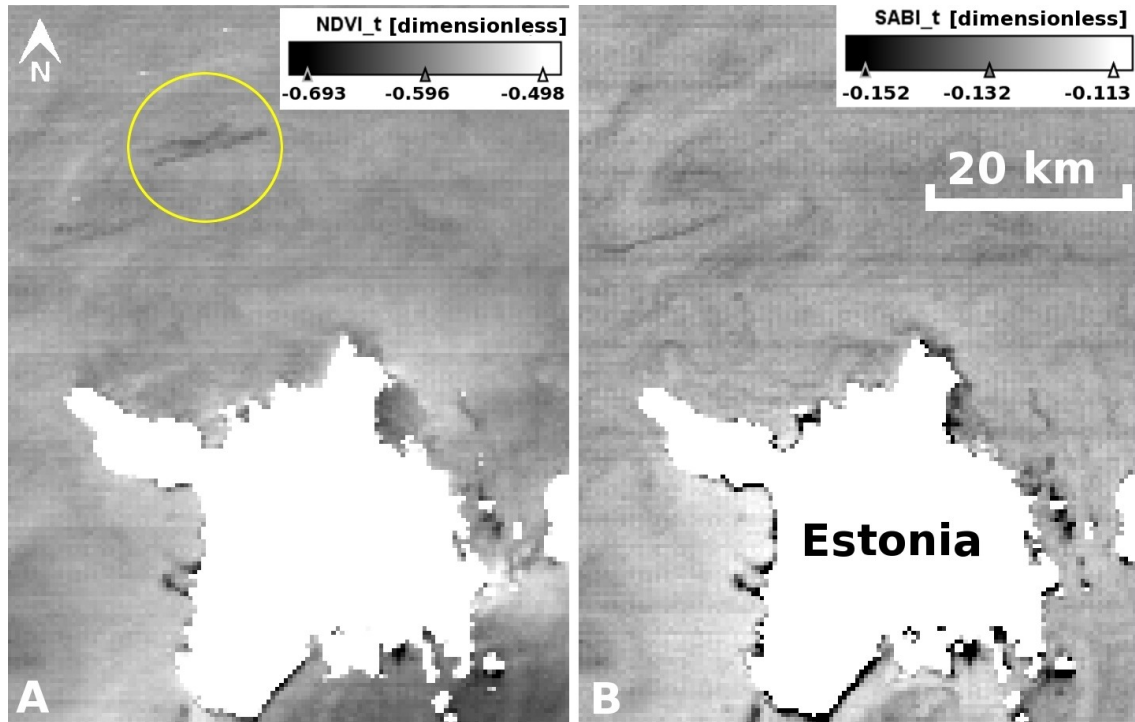 N
NDVI_t [dimensionless]
-0.693 -0.596 -0.498
A
SABI_t [dimensionless]
-0.152 -0.132 -0.113
20 km
Estonia
B